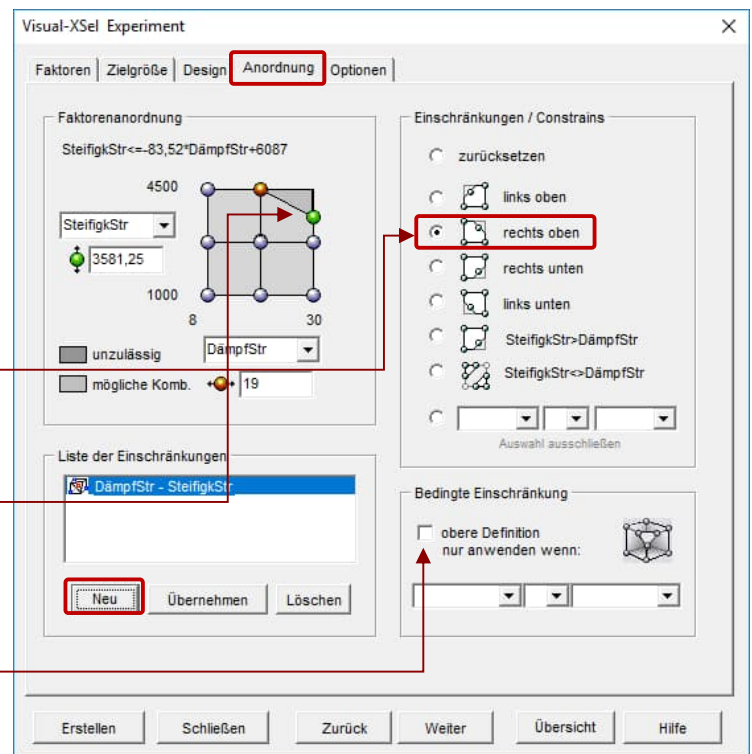 Visual-XSel Experiment
Faktoren
Zielgröße
Design
Anordnung
Optionen
Faktorenanordnung
SteifigkStr<=-83,52*DämpfStr+6087
4500
SteifigkStr
3581,25
1000
8
30
unzulässig
DämpfStr
mögliche Komb.
19
Liste der Einschränkungen
DämpfStr - SteifigkStr
Neu
Übernehmen
Löschen
Einschränkungen / Constrains
zurücksetzen
links oben
rechts oben
rechts unten
links unten
SteifigkStr>DämpfStr
SteifigkStr<>DämpfStr
Auswahl ausschließen
Bedingte Einschränkung
obere Definition
nur anwenden wenn:
Erstellen
Schließen
Zurück
Weiter
Übersicht
Hilfe